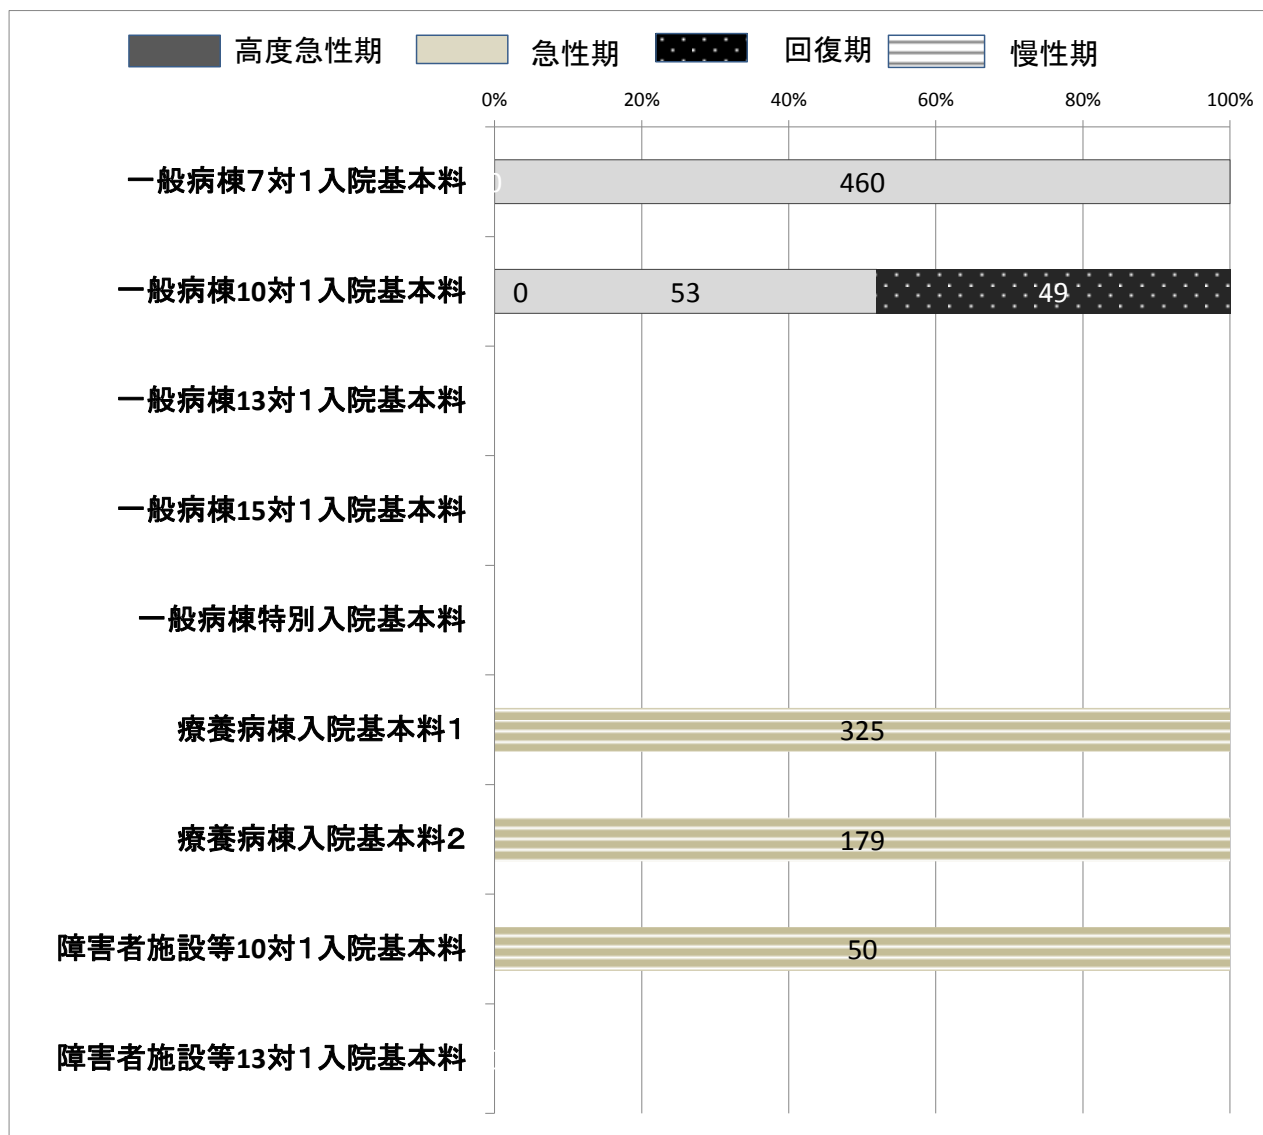 高度急性期 急性期 回復期 慢性期
0% 20% 40% 60% 80% 100%
一般病棟7対1入院基本料 0 460
一般病棟10対1入院基本料 0 53 49
一般病棟13対1入院基本料
一般病棟15対1入院基本料
一般病棟特別入院基本料
療養病棟入院基本料1 325
療養病棟入院基本料2 179
障害者施設等10対1入院基本料 50
障害者施設等13対1入院基本料